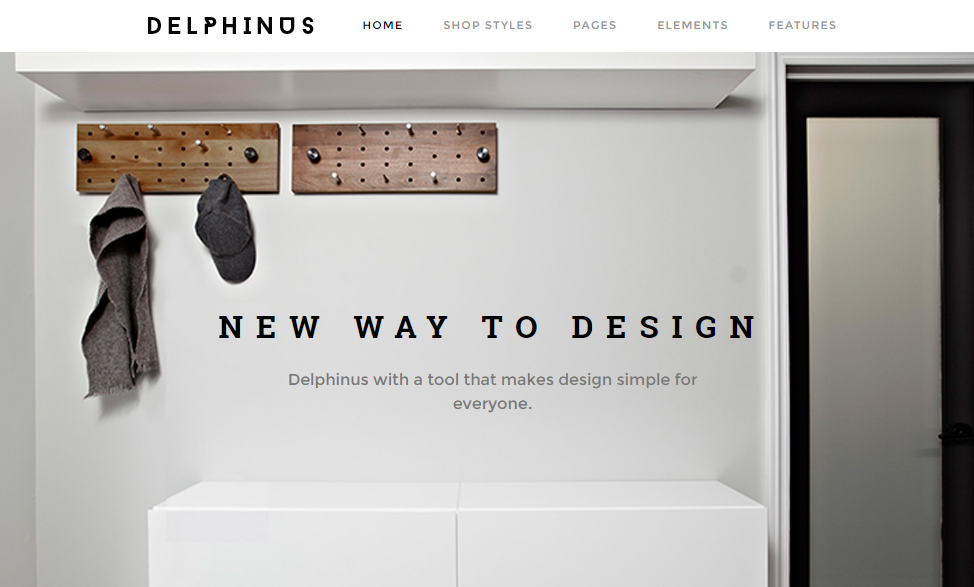 DELPHINUS HOME SHOP STYLES PAGES ELEMENTS FEATURES
NEW WAY TO DESIGN
Delphinus with a tool that makes design simple for
everyone.